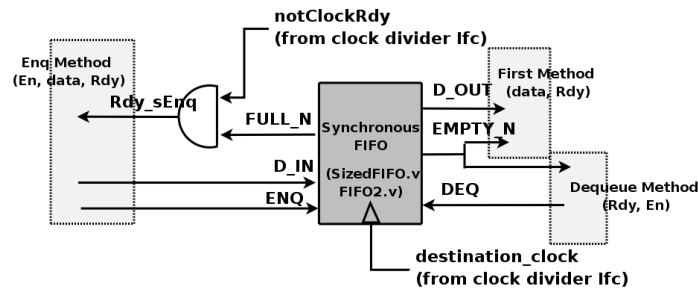 notClockRdy
(from clock divider Ifc)
Enq Method
(En, data, Rdy)
Rdy_sEnq
FULL_N
D_IN
ENQ
Synchronous
FIFO
(SizedFIFO.v
FIFO2.v)
D_OUT
EMPTY_N
DEQ
First Method
(data, Rdy)
Dequeue Method
(Rdy, En)
destination_clock
(from clock divider Ifc)